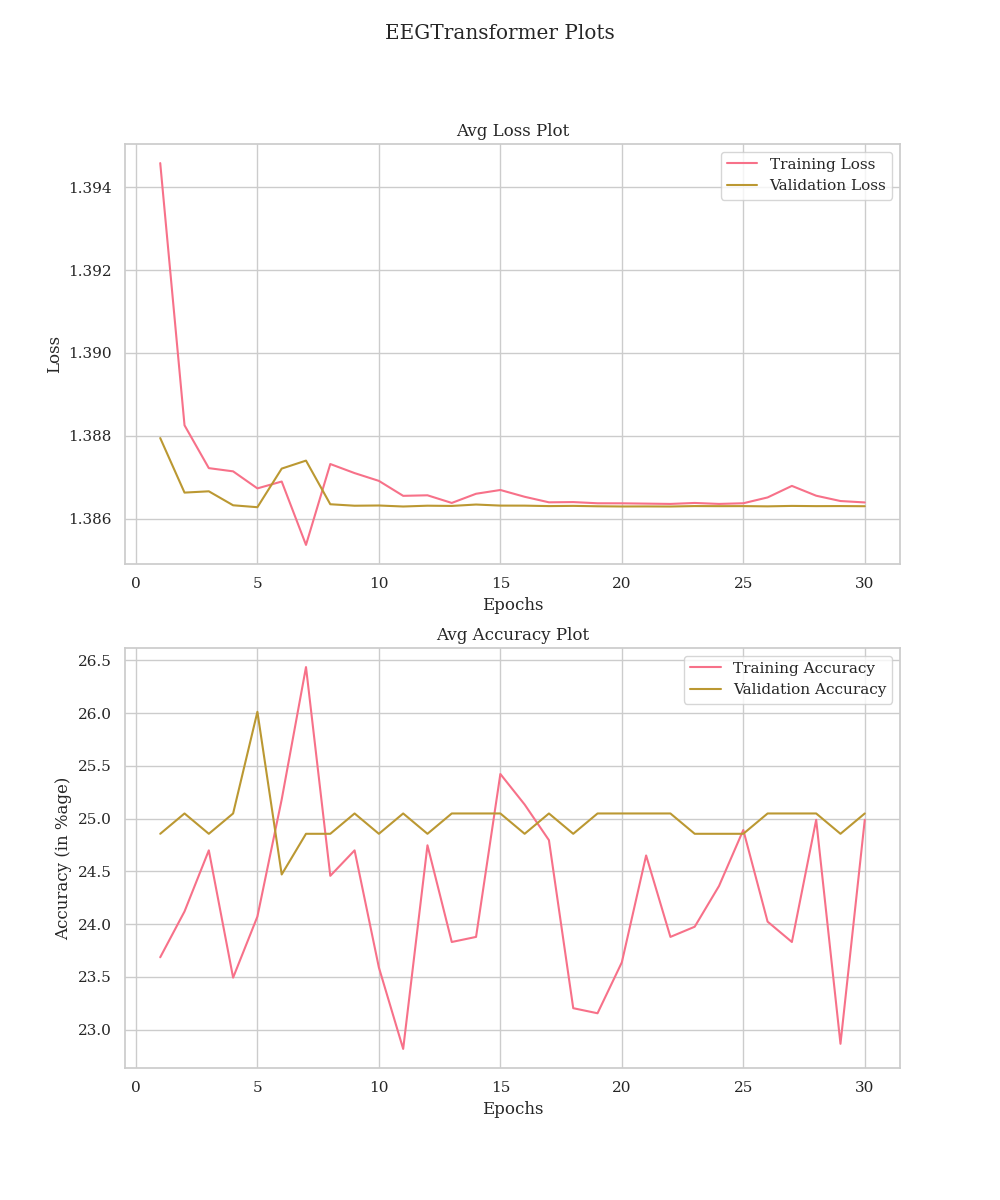 EEGTransformer Plots
Avg Loss Plot
Training Loss
Validation Loss
1.394
1.392
1.390
1.388
1.386
Loss
0 5 10 15 20 25 30
Epochs
Avg Accuracy Plot
Training Accuracy
Validation Accuracy
26.5
26.0
25.5
25.0
24.5
24.0
23.5
23.0
Accuracy (in %age)
0 5 10 15 20 25 30
Epochs